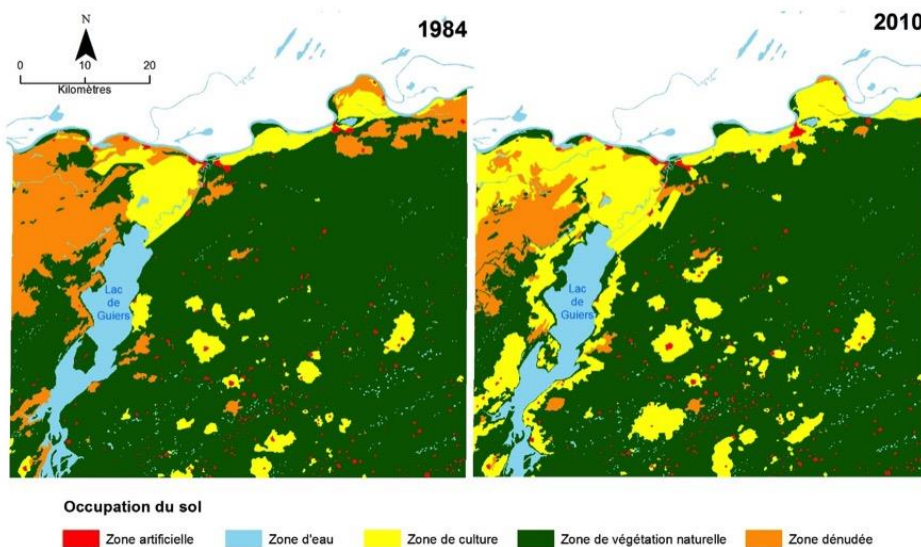 1984
2010
N
0 10 20
Kilomètres
Lac
de
Guiers
Lac
de
Guiers
Occupation du sol
Zone artificielle Zone d'eau Zone de culture Zone de végétation naturelle Zone dénudée